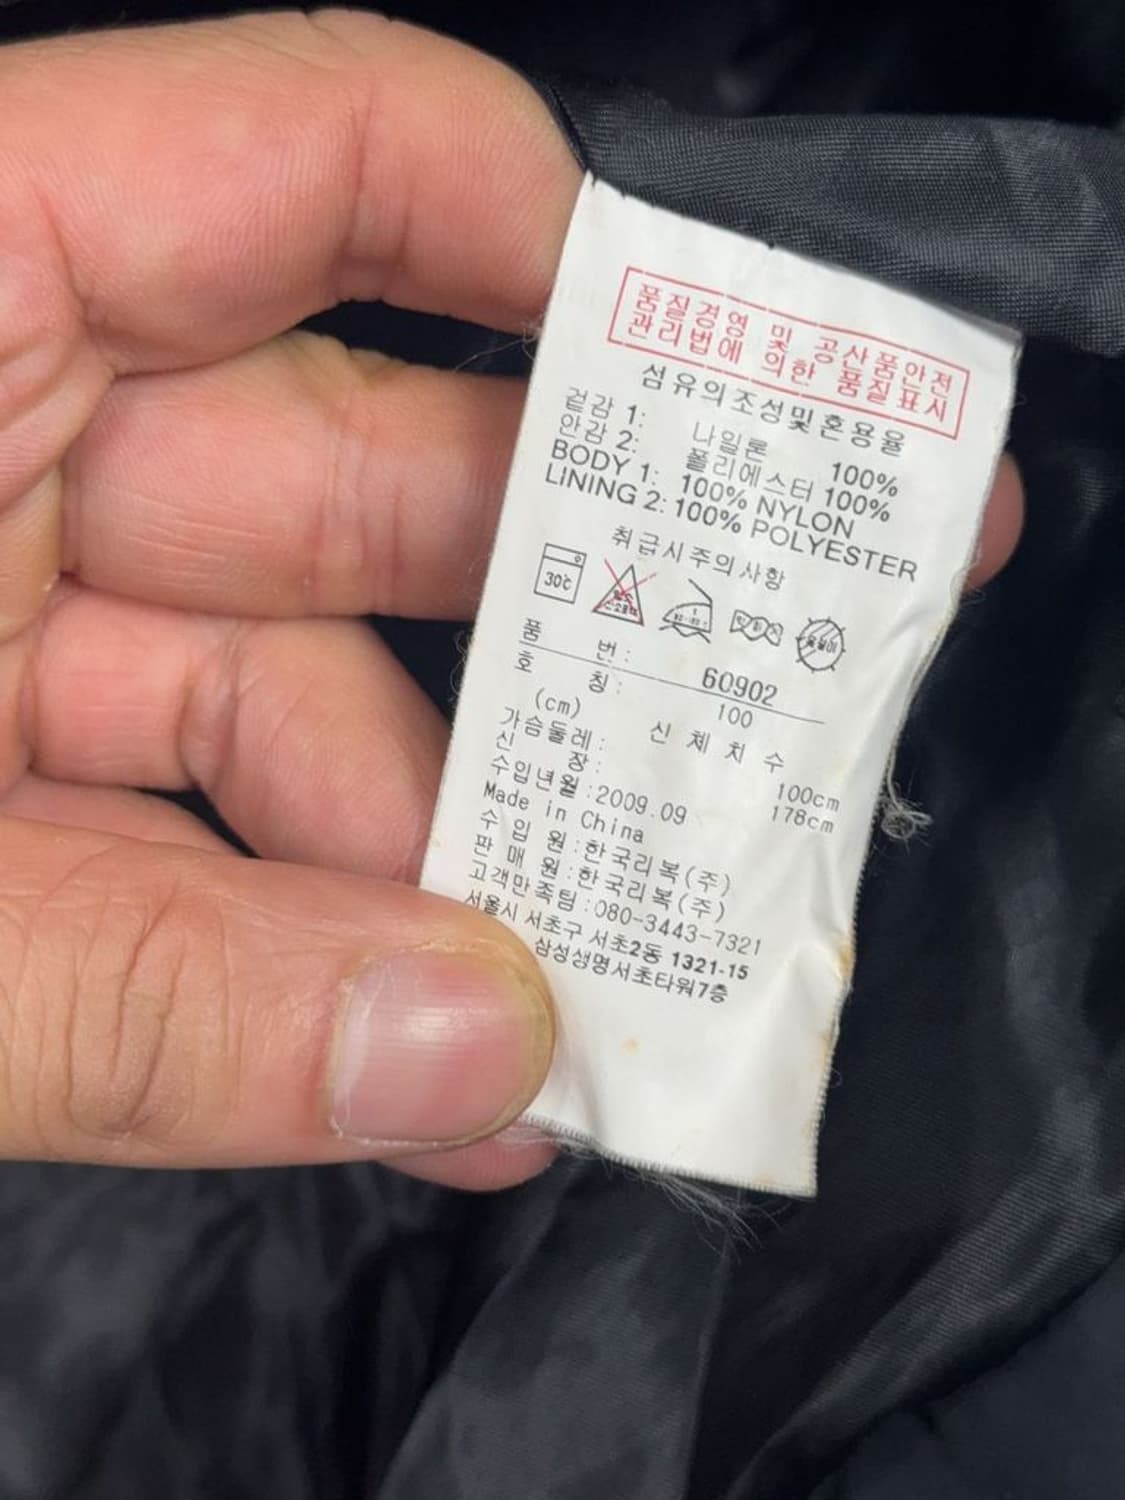 품질경영 및 공산품안전
관리법에 의한 품질표시
섬유의조성및혼용율
겉감 1: 나일론 100%
안감 2: 폴리에스터 100%
BODY 1: 100% NYLON
LINING 2: 100% POLYESTER
취급시주의사항
30℃
품 번: 60902
호 칭: 100
(cm) 신 체 치 수
가슴둘레: 100cm
신 장: 178cm
수입년월:2009.09
Made in China
수 입 원:한국리복(주)
판 매 원:한국리복(주)
고객만족팀:080-3443-7321
서울시 서초구 서초2동 1321-15
삼성생명서초타워7층